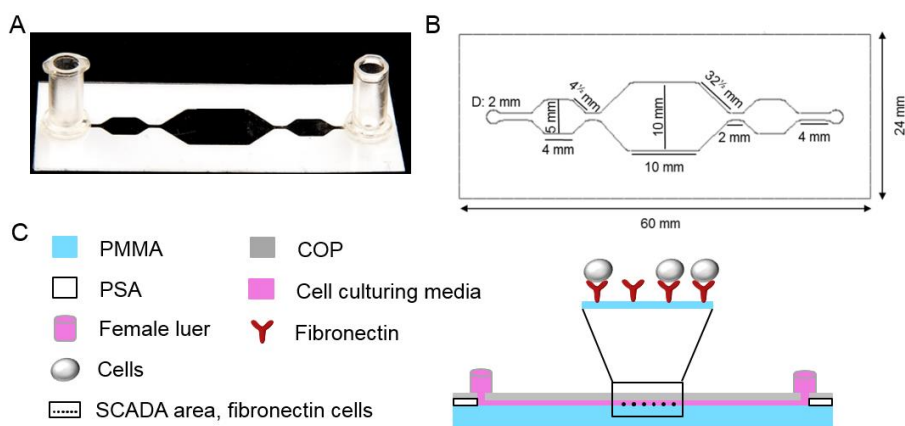 A
B
D: 2 mm
4½ mm
5 mm
4 mm
10 mm
10 mm
32½ mm
2 mm
4 mm
24 mm
60 mm
C
PMMA
COP
PSA
Cell culturing media
Female luer
Fibronectin
Cells
SCADA area, fibronectin cells